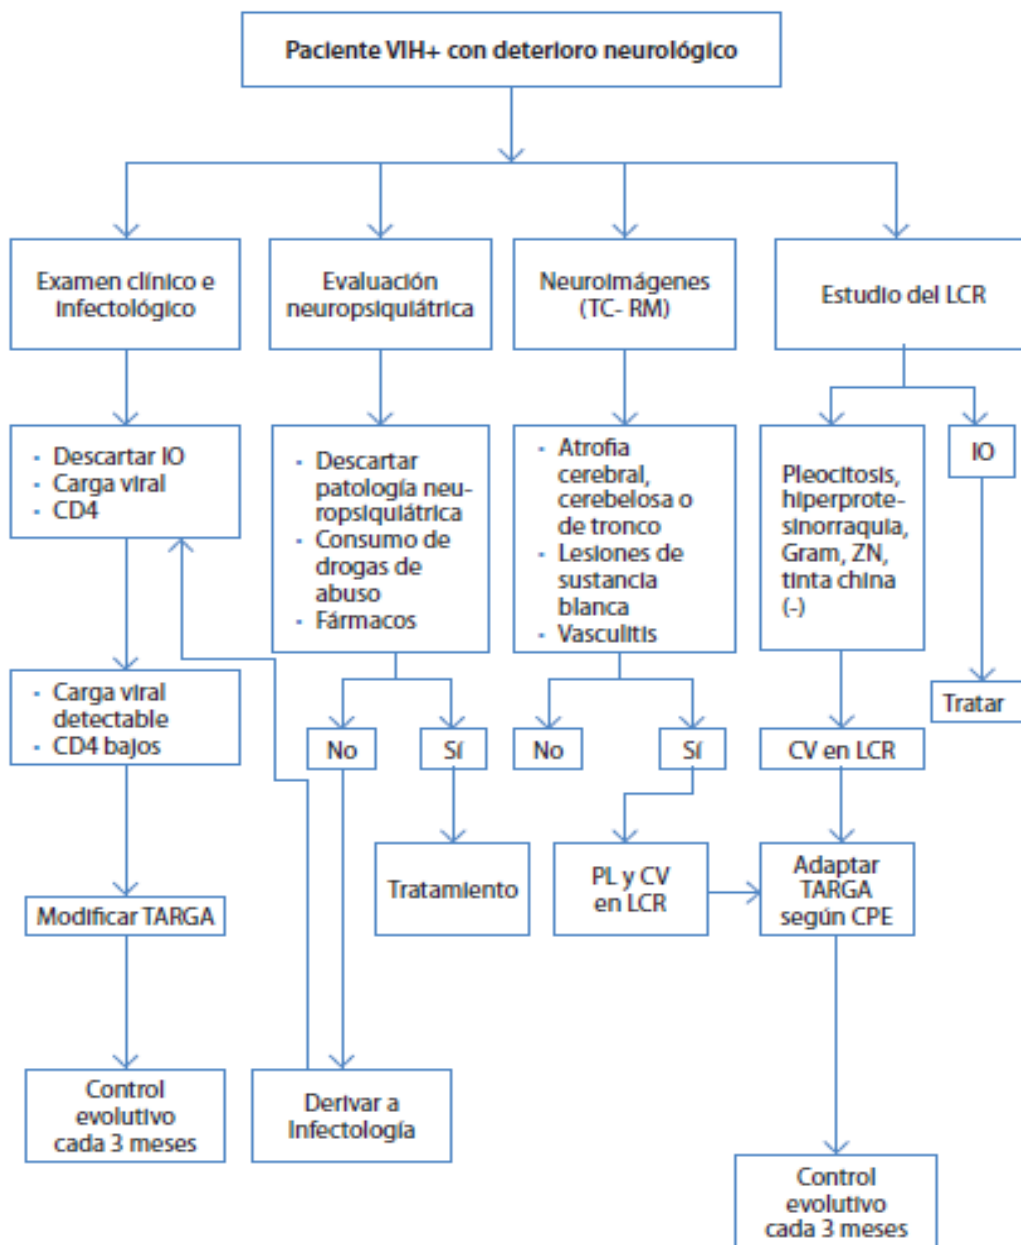 Paciente VIH+ con deterioro neurológico
Examen clínico e
infectológico
Evaluación
neuropsiquiátrica
Neuroimágenes
(TC- RM)
Estudio del LCR
• Descartar IO
• Carga viral
• CD4
• Descartar
patología neu-
ropsiquiátrica
• Consumo de
drogas de
abuso
• Fármacos
• Atrofia
cerebral,
cerebelosa o
de tronco
• Lesiones de
sustancia
blanca
• Vasculitis
Pleocitosis,
hiperprote-
sinorraquia,
Gram, ZN,
tinta china
(-)
IO
• Carga viral
detectable
• CD4 bajos
No
Sí
No
Sí
CV en LCR
Tratar
Modificar TARGA
Tratamiento
PL y CV
en LCR
Adaptar
TARGA
según CPE
Control
evolutivo
cada 3 meses
Derivar a
Infectología
Control
evolutivo
cada 3 meses